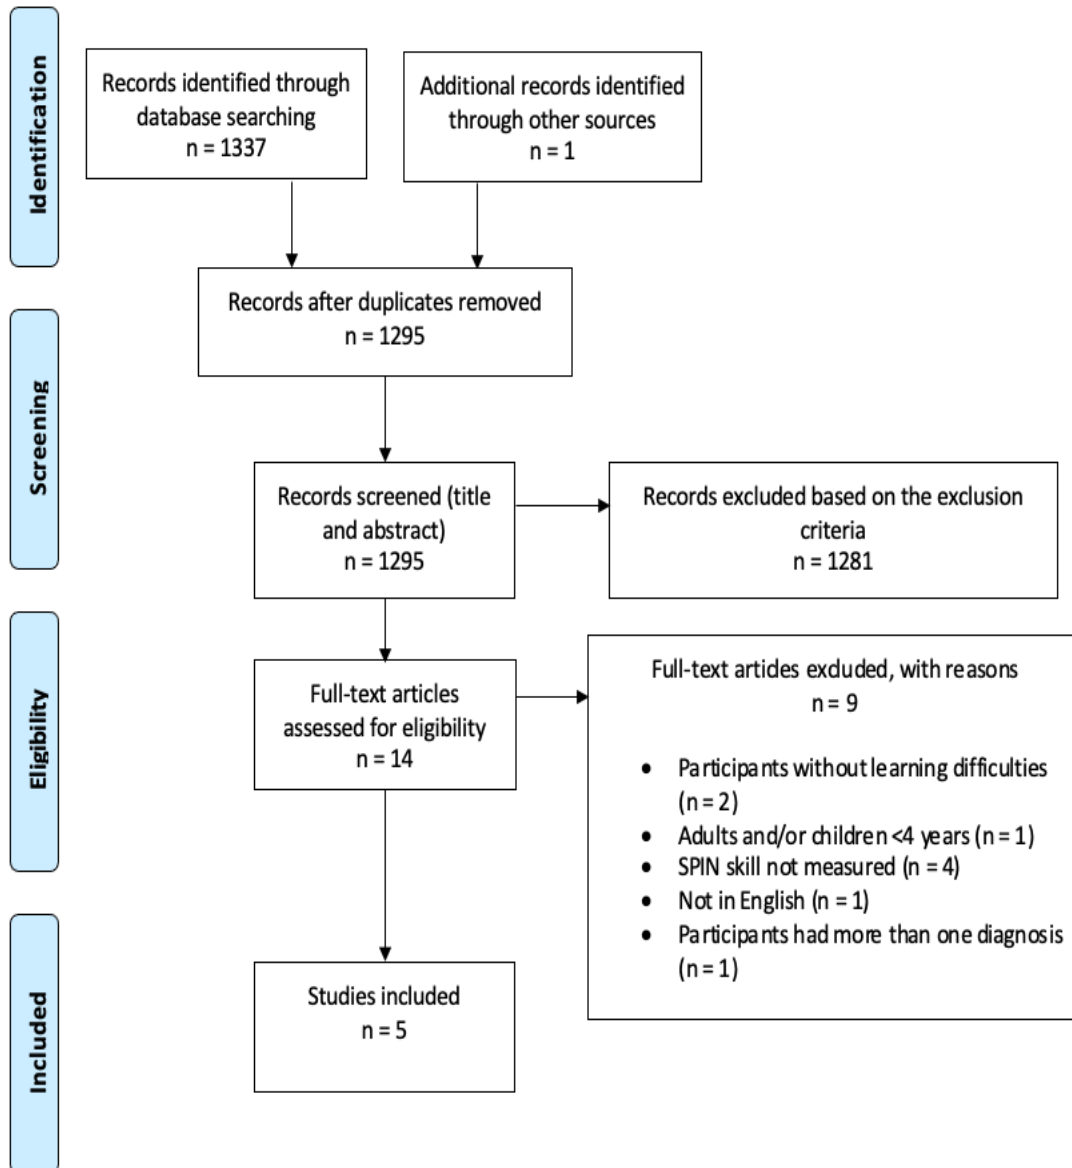 Identification
Records identified through
database searching
n = 1337
Additional records identified
through other sources
n = 1
Records after duplicates removed
n = 1295
Screening
Records screened (title
and abstract)
n = 1295
Records excluded based on the exclusion
criteria
n = 1281
Eligibility
Full-text articles
assessed for eligibility
n = 14
Full-text articles excluded, with reasons
n = 9
• Participants without learning difficulties
(n = 2)
• Adults and/or children <4 years (n = 1)
• SPIN skill not measured (n = 4)
• Not in English (n = 1)
• Participants had more than one diagnosis
(n = 1)
Included
Studies included
n = 5